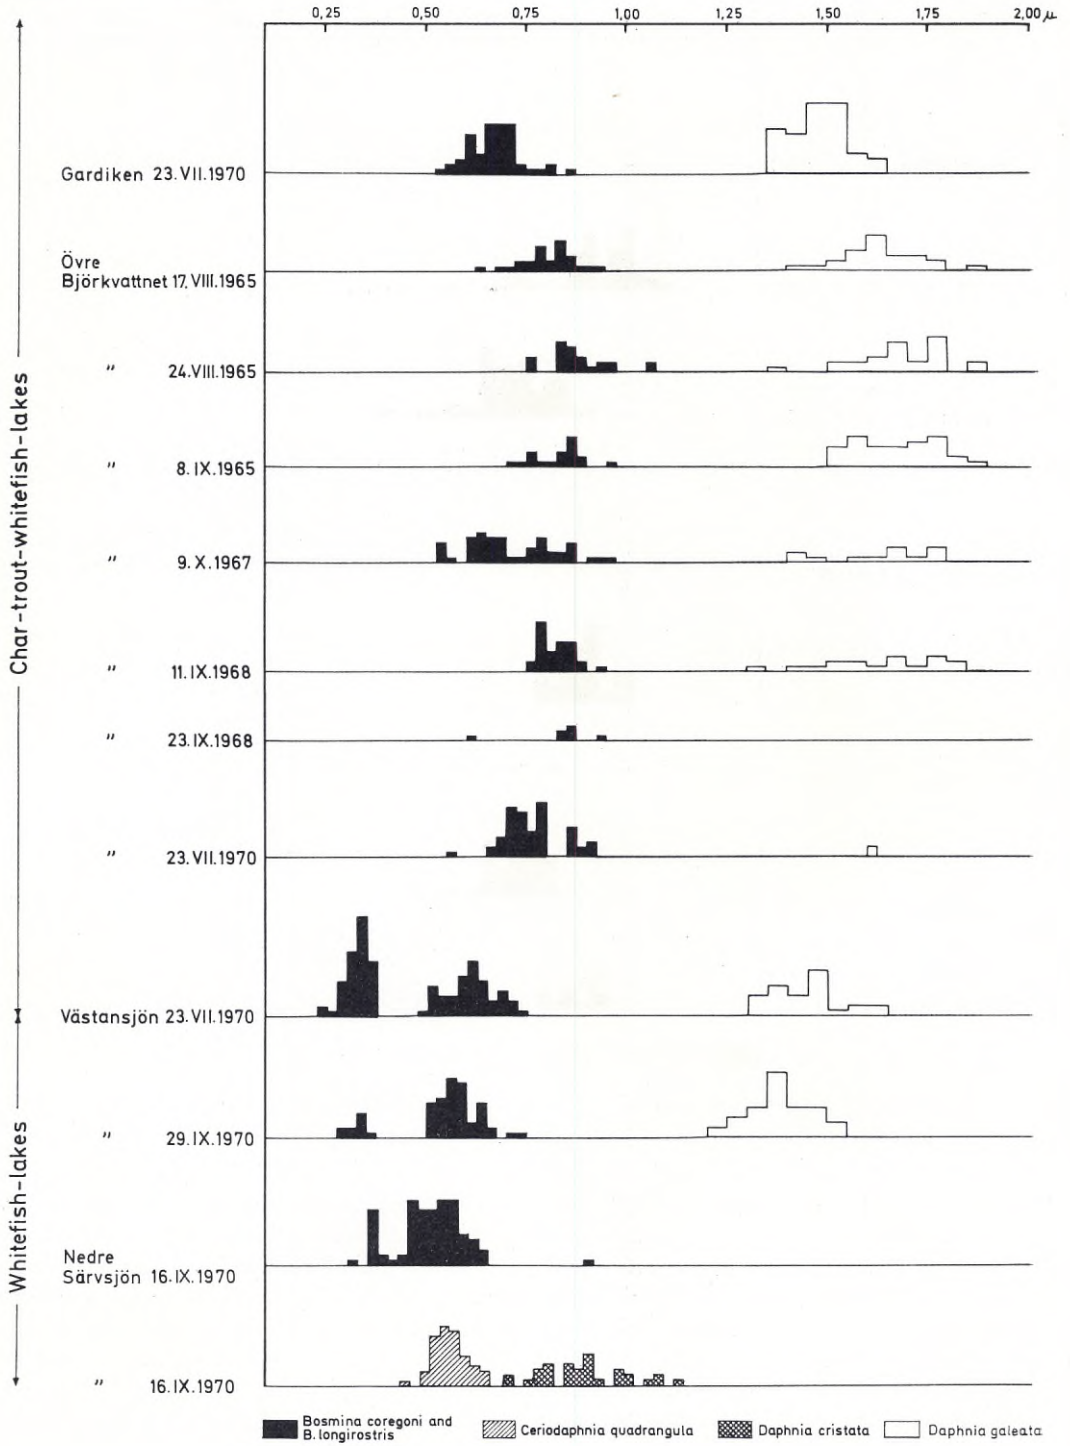 0,25 0,50 0,75 1,00 1,25 1,50 1,75 2,00 µ
Char-trout-whitefish-lakes
Whitefish-lakes
Gardiken 23.VII.1970
Övre
Björkvattnet 17.VIII.1965
" 24.VIII.1965
" 8.IX.1965
" 9.X.1967
" 11.IX.1968
" 23.IX.1968
" 23.VII.1970
Västansjön 23.VII.1970
" 29.IX.1970
Nedre
Särvsjön 16.IX.1970
" 16.IX.1970
Bosmina coregoni and
B.longirostris
Ceriodaphnia quadrangula
Daphnia cristata
Daphnia galeata